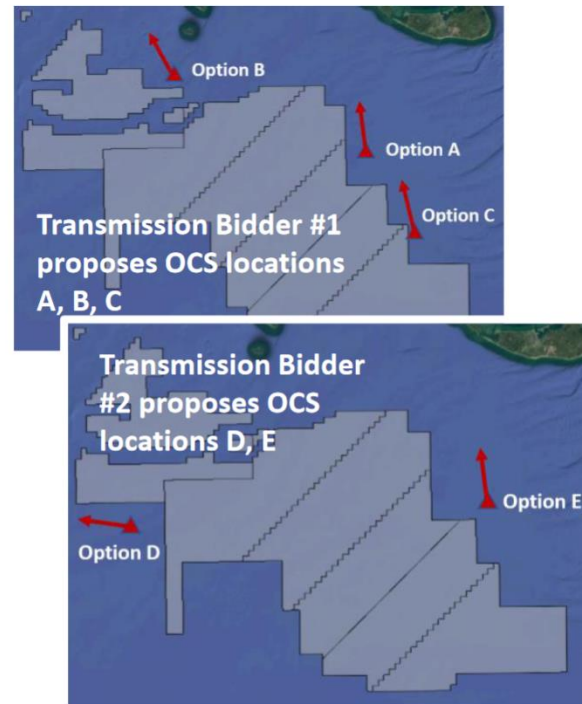 Option B
Option A
Option C
Transmission Bidder #1
proposes OCS locations
A, B, C
Transmission Bidder
#2 proposes OCS
locations D, E
Option E
Option D